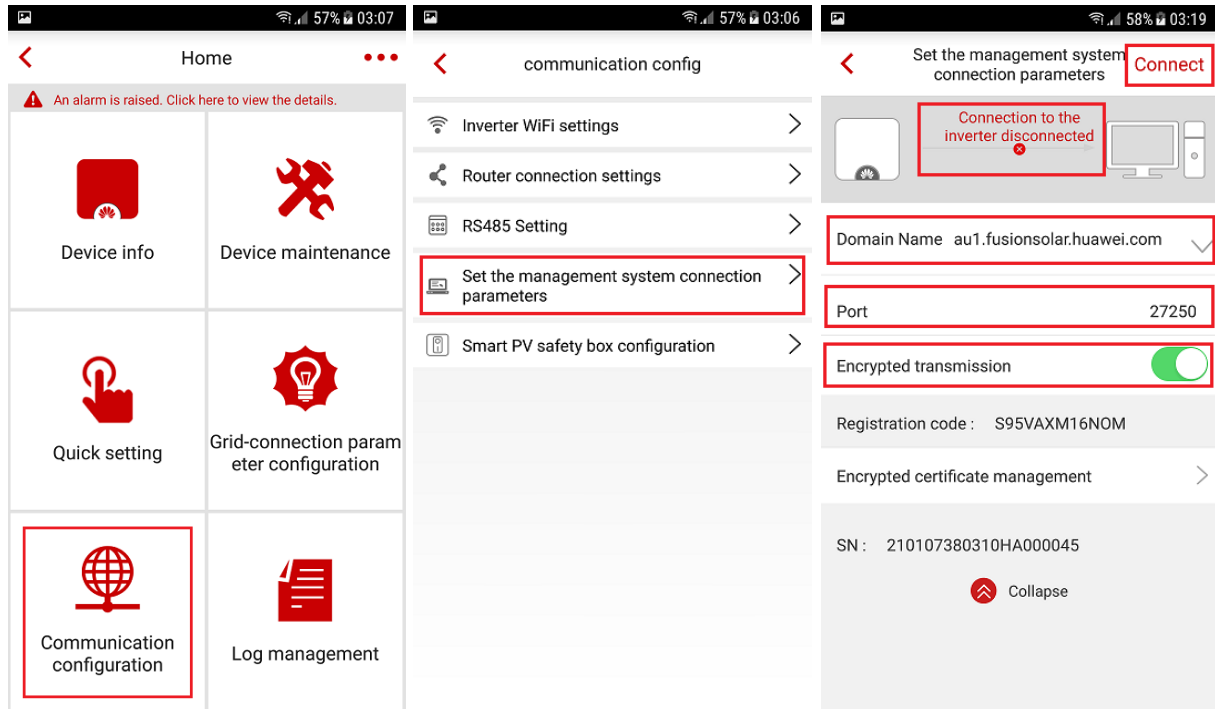 57% 03:07
Home
An alarm is raised. Click here to view the details.
Device info
Device maintenance
Quick setting
Grid-connection param
eter configuration
Communication
configuration
Log management
57% 03:06
communication config
Inverter WiFi settings
Router connection settings
RS485 Setting
Set the management system connection
parameters
Smart PV safety box configuration
58% 03:19
Set the management system
connection parameters
Connect
Connection to the
inverter disconnected
Domain Name au1.fusionsolar.huawei.com
Port 27250
Encrypted transmission
Registration code : S95VAXM16NOM
Encrypted certificate management
SN : 210107380310HA000045
Collapse